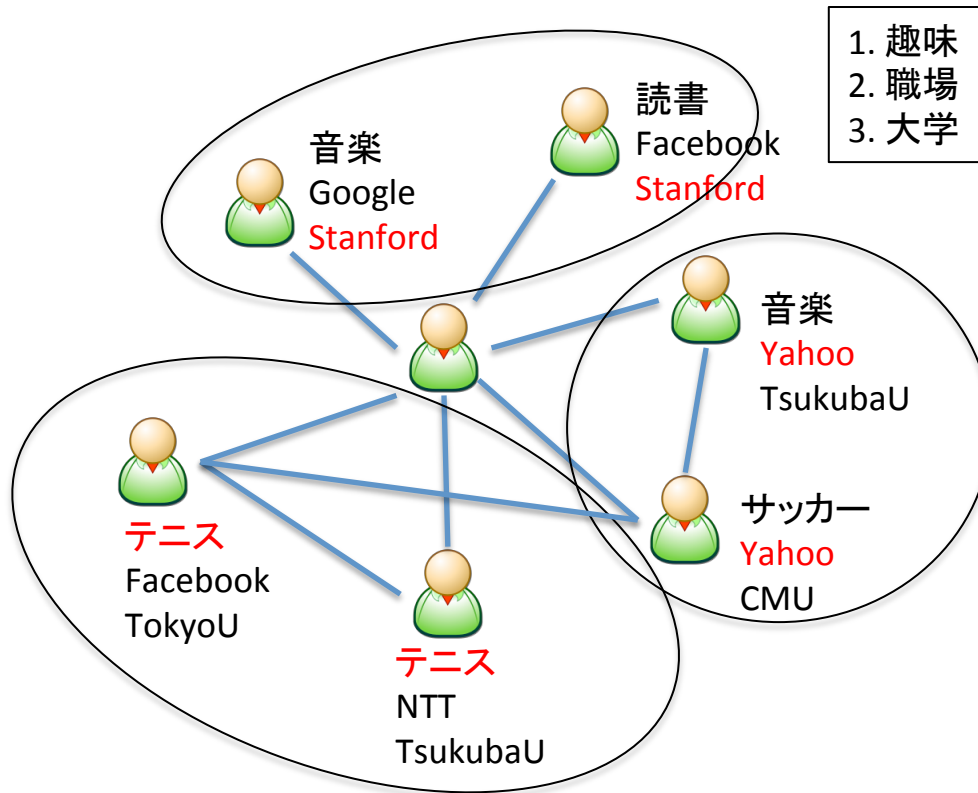 1. 趣味
2. 職場
3. 大学
読書
Facebook
Stanford
音楽
Google
Stanford
音楽
Yahoo
TsukubaU
サッカー
Yahoo
CMU
テニス
Facebook
TokyoU
テニス
NTT
TsukubaU